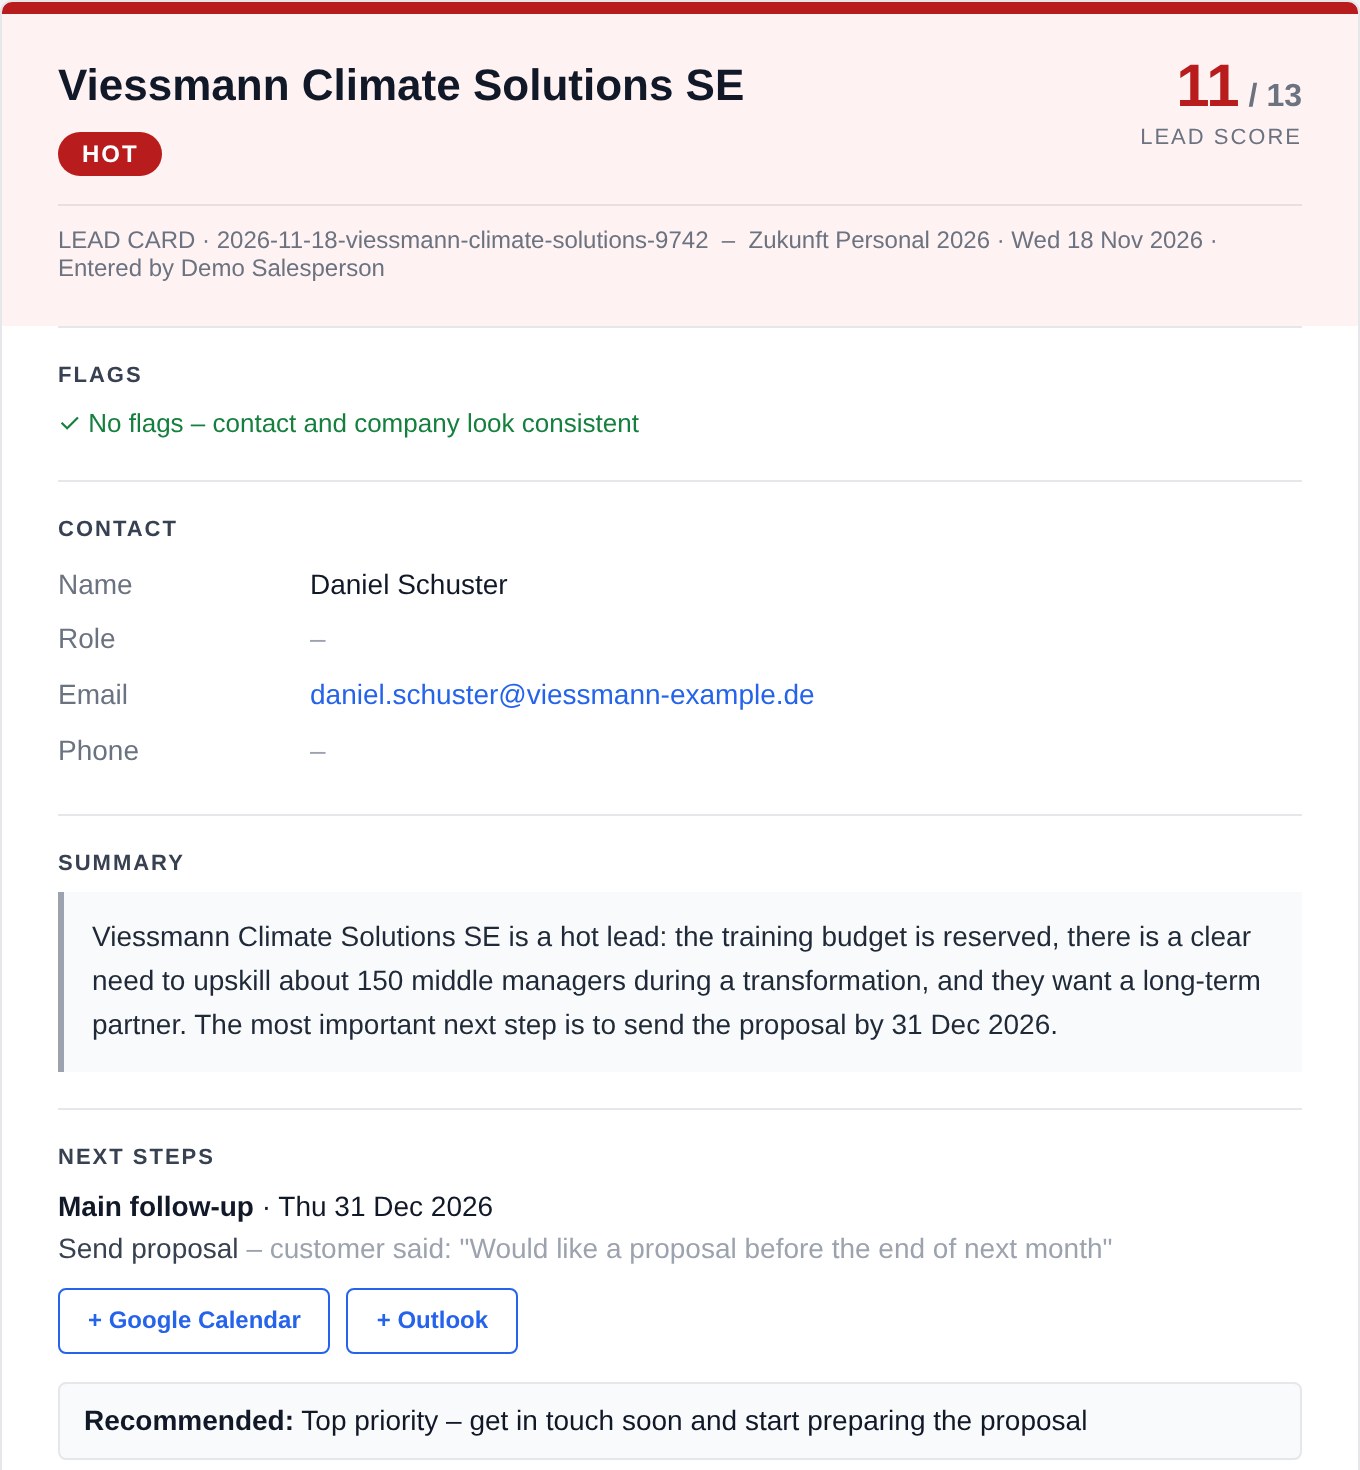 Viessmann Climate Solutions SE
11 / 13
HOT
LEAD SCORE
LEAD CARD · 2026-11-18-viessmann-climate-solutions-9742 – Zukunft Personal 2026 · Wed 18 Nov 2026 ·
Entered by Demo Salesperson
FLAGS
✓ No flags – contact and company look consistent
CONTACT
Name Daniel Schuster
Role –
Email daniel.schuster@viessmann-example.de
Phone –
SUMMARY
Viessmann Climate Solutions SE is a hot lead: the training budget is reserved, there is a clear
need to upskill about 150 middle managers during a transformation, and they want a long-term
partner. The most important next step is to send the proposal by 31 Dec 2026.
NEXT STEPS
Main follow-up · Thu 31 Dec 2026
Send proposal – customer said: "Would like a proposal before the end of next month"
+ Google Calendar + Outlook
Recommended: Top priority – get in touch soon and start preparing the proposal